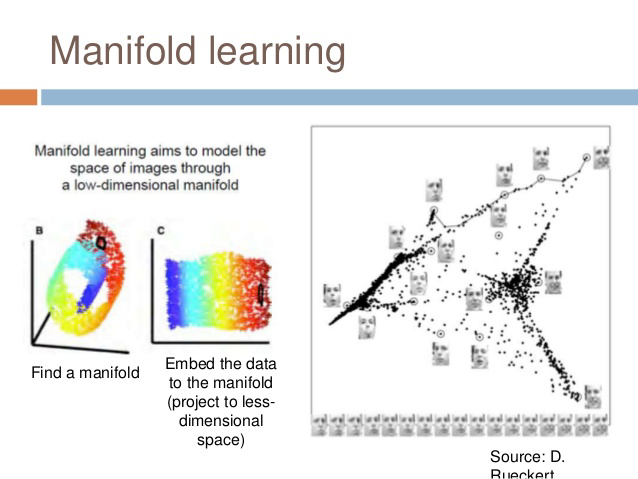 Manifold learning
Manifold learning aims to model the
space of images through
a low-dimensional manifold
B
C
Find a manifold
Embed the data
to the manifold
(project to less-
dimensional
space)
Source: D.
Rueckert